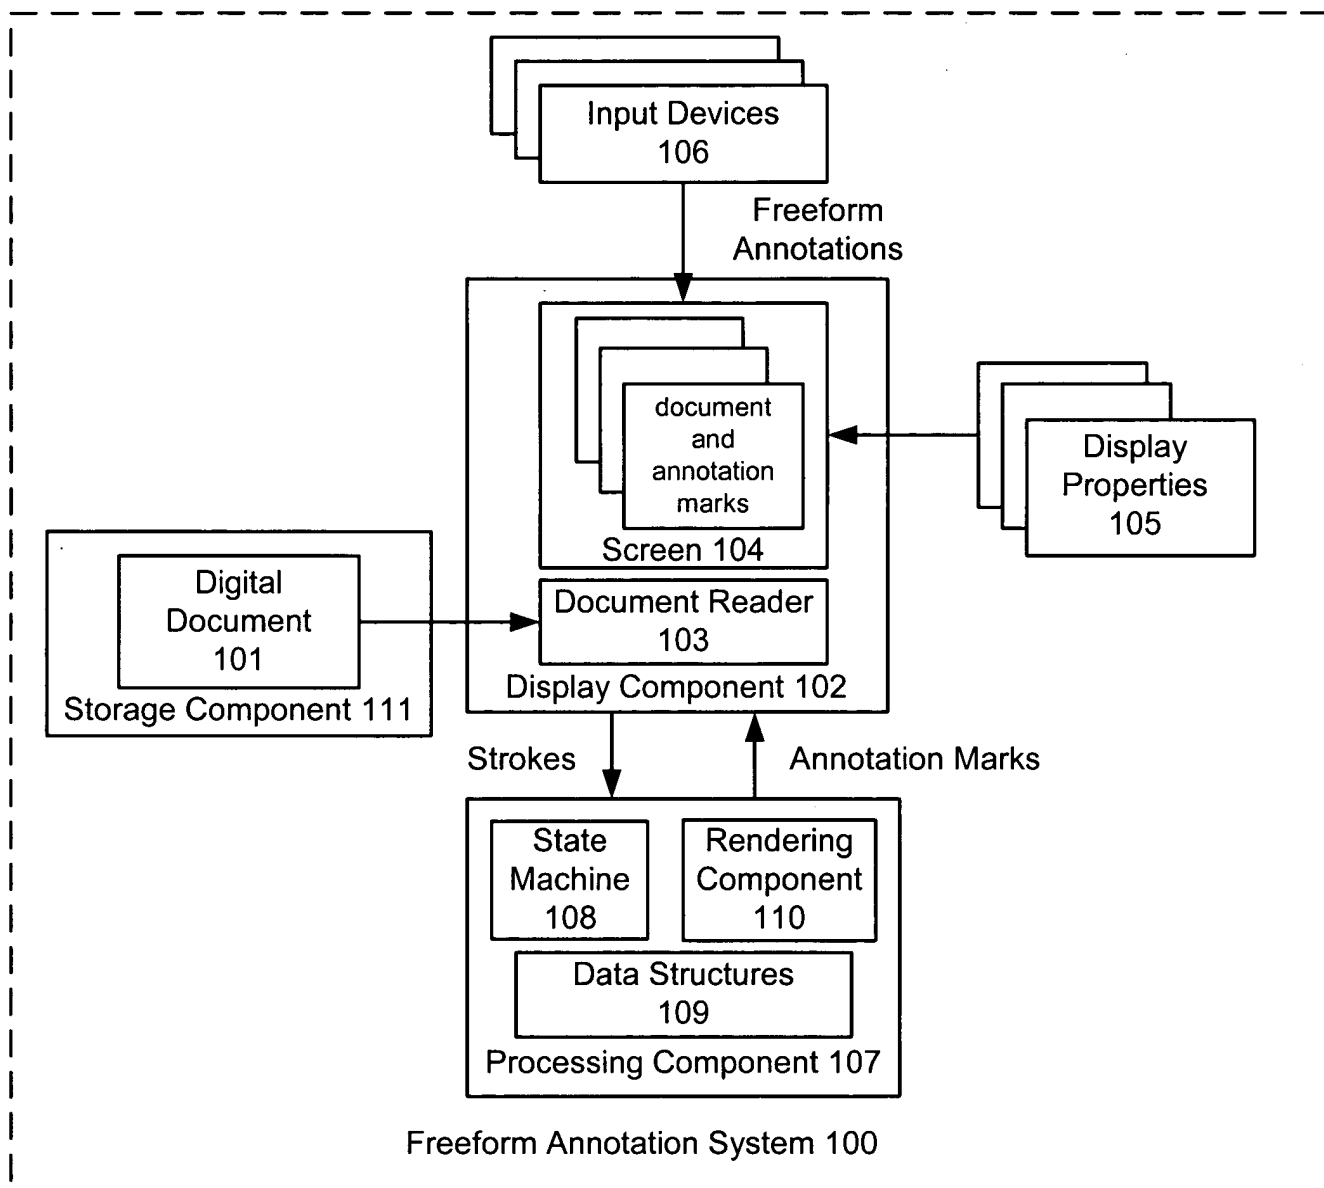 Input Devices
106
Freeform
Annotations
document
and
annotation
marks
Screen 104
Display
Properties
105
Digital
Document
101
Storage Component 111
Document Reader
103
Display Component 102
Strokes
Annotation Marks
State
Machine
108
Rendering
Component
110
Data Structures
109
Processing Component 107
Freeform Annotation System 100